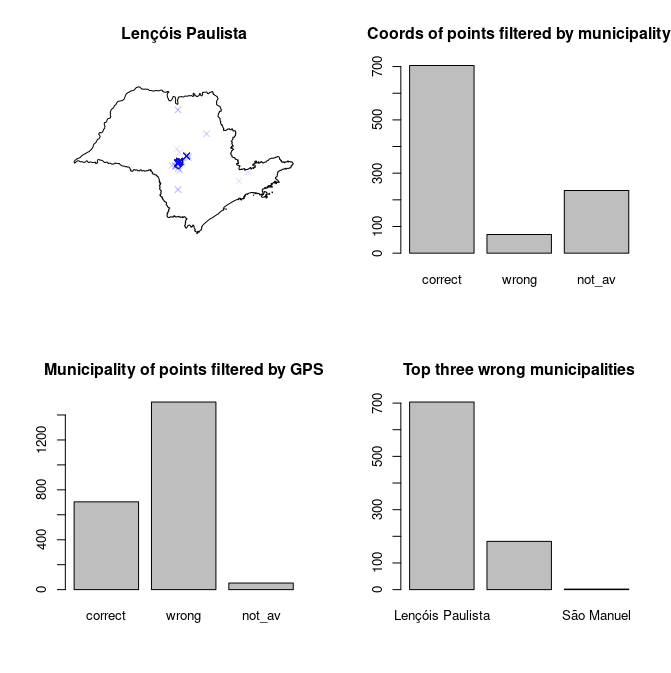 Lençóis Paulista
Coords of points filtered by municipality
700
500
300
100
0
correct wrong not_av
Municipality of points filtered by GPS
1200
800
400
0
correct wrong not_av
Top three wrong municipalities
700
500
300
100
0
Lençóis Paulista São Manuel